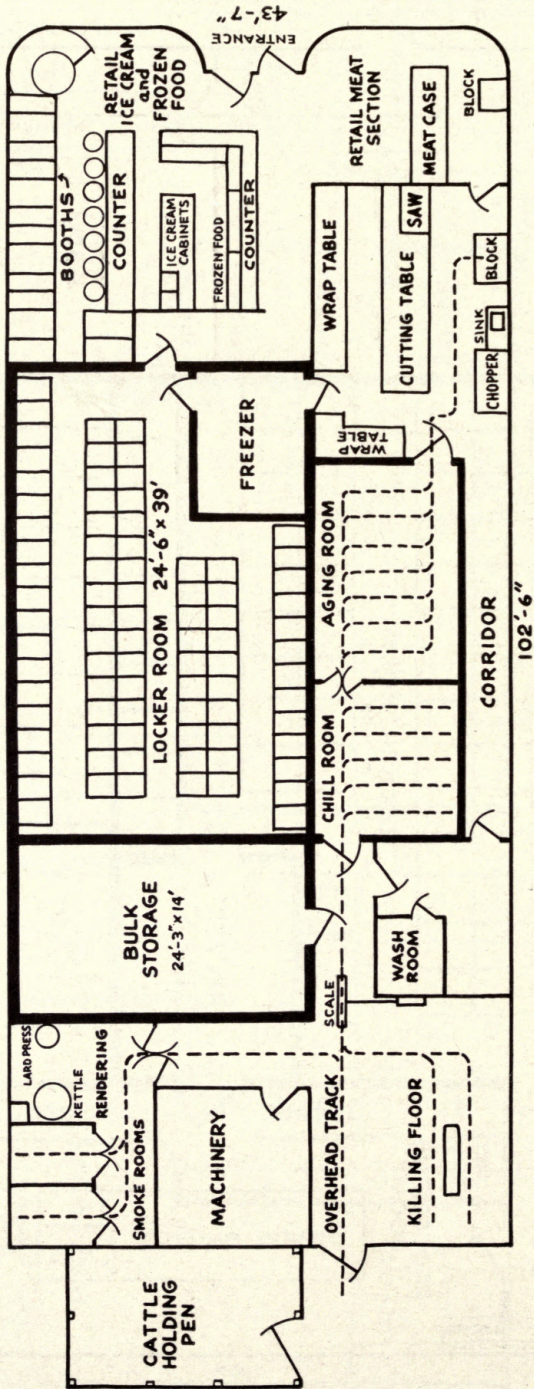 CATTLE
HOLDING
PEN
SMOKE ROOMS
LARD PRESS
KETTLE
RENDERING
MACHINERY
OVERHEAD TRACK
KILLING FLOOR
SCALE
BULK
STORAGE
24'-3" x 14'
WASH
ROOM
LOCKER ROOM 24'-6" x 39'
CHILL ROOM
AGING ROOM
CORRIDOR
102'-6"
FREEZER
WRAP
TABLE
BOOTHS
COUNTER
RETAIL
ICE CREAM
and
FROZEN
FOOD
ICE CREAM
CABINETS
FROZEN FOOD
COUNTER
ENTRANCE
43'-7"
WRAP TABLE
CUTTING TABLE
SAW
CHOPPER
SINK
BLOCK
RETAIL MEAT
SECTION
MEAT CASE
BLOCK